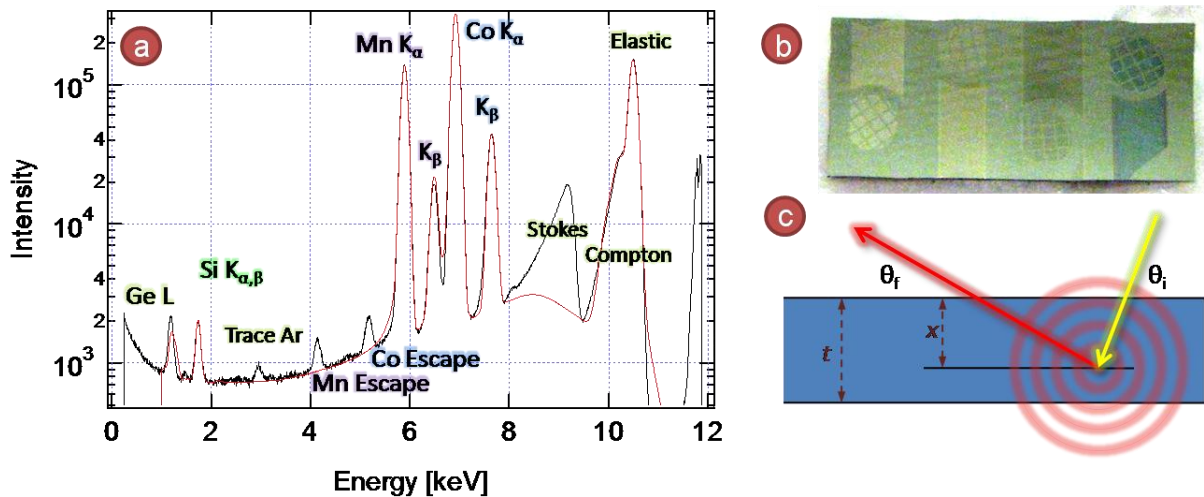 a
Mn Kα
Co Kα
Elastic
Kβ
Kβ
Stokes
Compton
Si Kα,β
Ge L
Trace Ar
Co Escape
Mn Escape
Intensity
2
10⁵
4
2
10⁴
4
2
10³
4
0 2 4 6 8 10 12
Energy [keV]
b
c
θf
θi
t
x